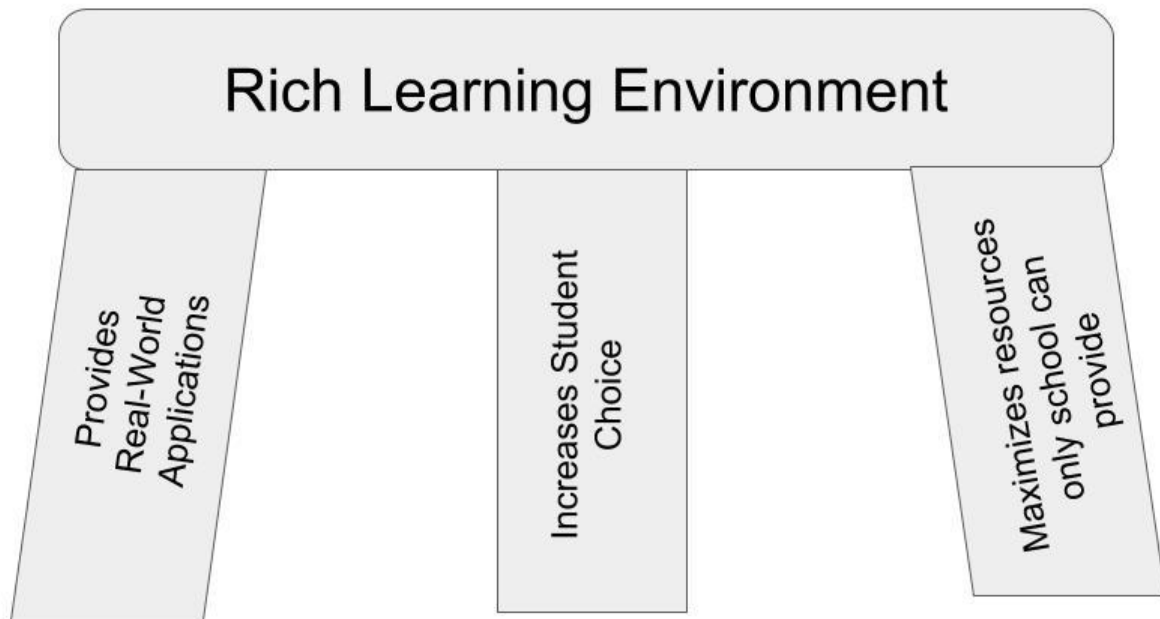 Rich Learning Environment
Provides
Real-World
Applications
Increases Student
Choice
Maximizes resources
only school can
provide